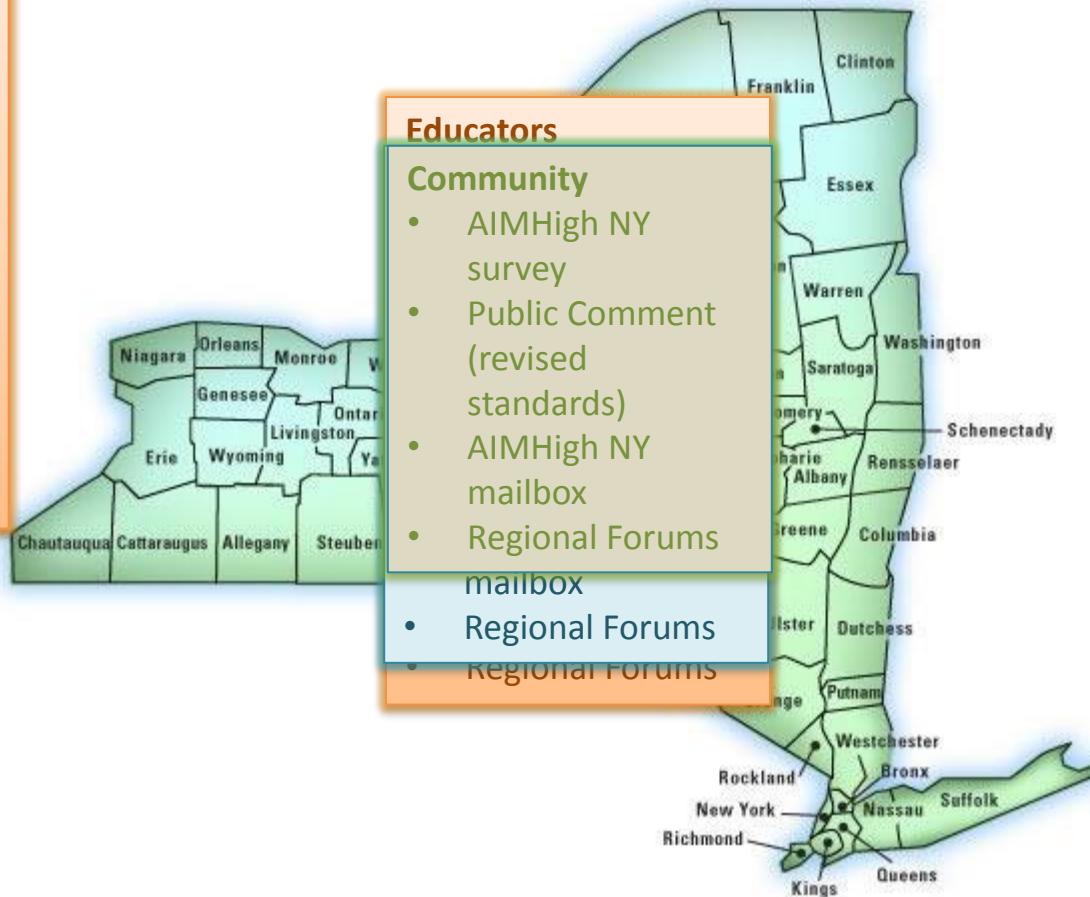 Clinton
Franklin
Educators
Community
• AIMHigh NY
survey
• Public Comment
(revised
standards)
• AIMHigh NY
mailbox
• Regional Forums
mailbox
• Regional Forums
• Regional Forums
Essex
Warren
Washington
Saratoga
Schenectady
Rensselaer
Albany
Columbia
Dutchess
Putnam
Westchester
Rockland
Bronx
New York
Nassau
Suffolk
Richmond
Queens
Kings
Niagara
Orleans
Monroe
Genesee
Livingston
Erie
Wyoming
Chautauqua
Cattaraugus
Allegany